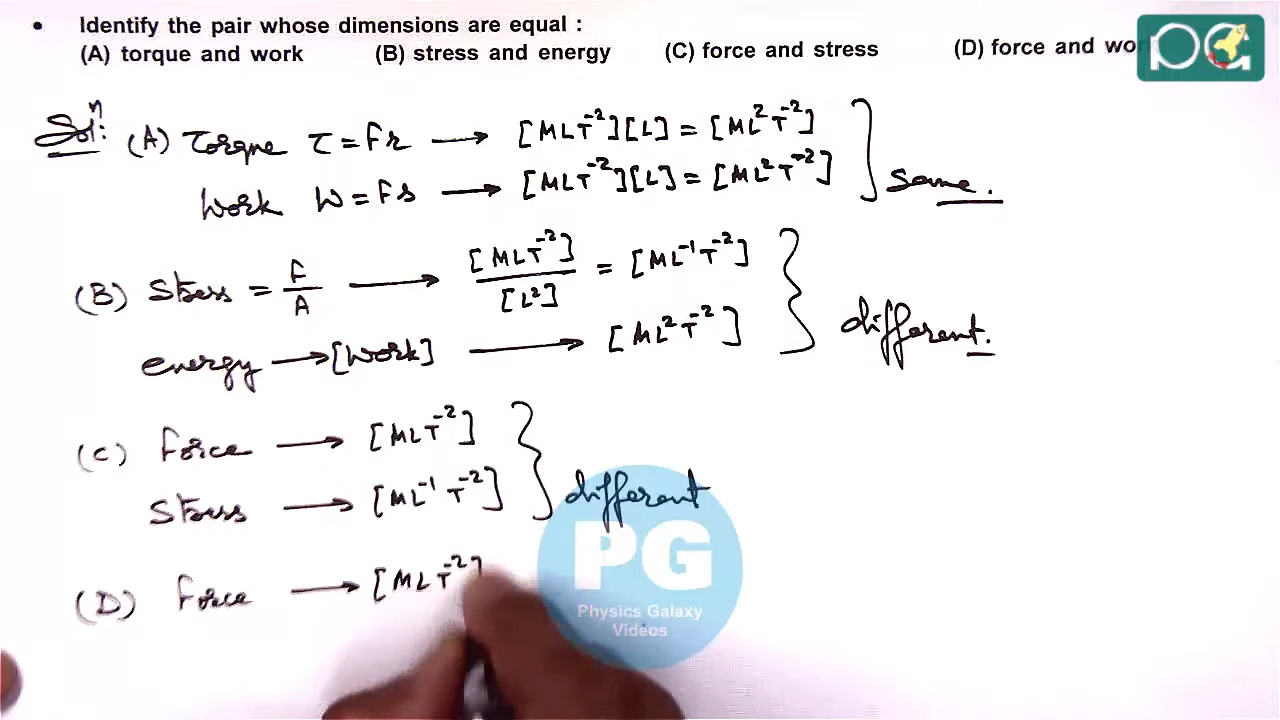 • Identify the pair whose dimensions are equal :
(A) torque and work (B) stress and energy (C) force and stress (D) force and wor
PG
Solⁿ: (A) Torque τ = Fr → [MLT⁻²][L] = [ML²T⁻²]
Work W = Fs → [MLT⁻²][L] = [ML²T⁻²]
same.
(B) Stress = F/A → [MLT⁻²]/[L²] = [ML⁻¹T⁻²]
energy → [Work] → [ML²T⁻²]
different.
(C) Force → [MLT⁻²]
Stress → [ML⁻¹T⁻²]
different
(D) Force → [MLT⁻²]
PG
Physics Galaxy
Videos